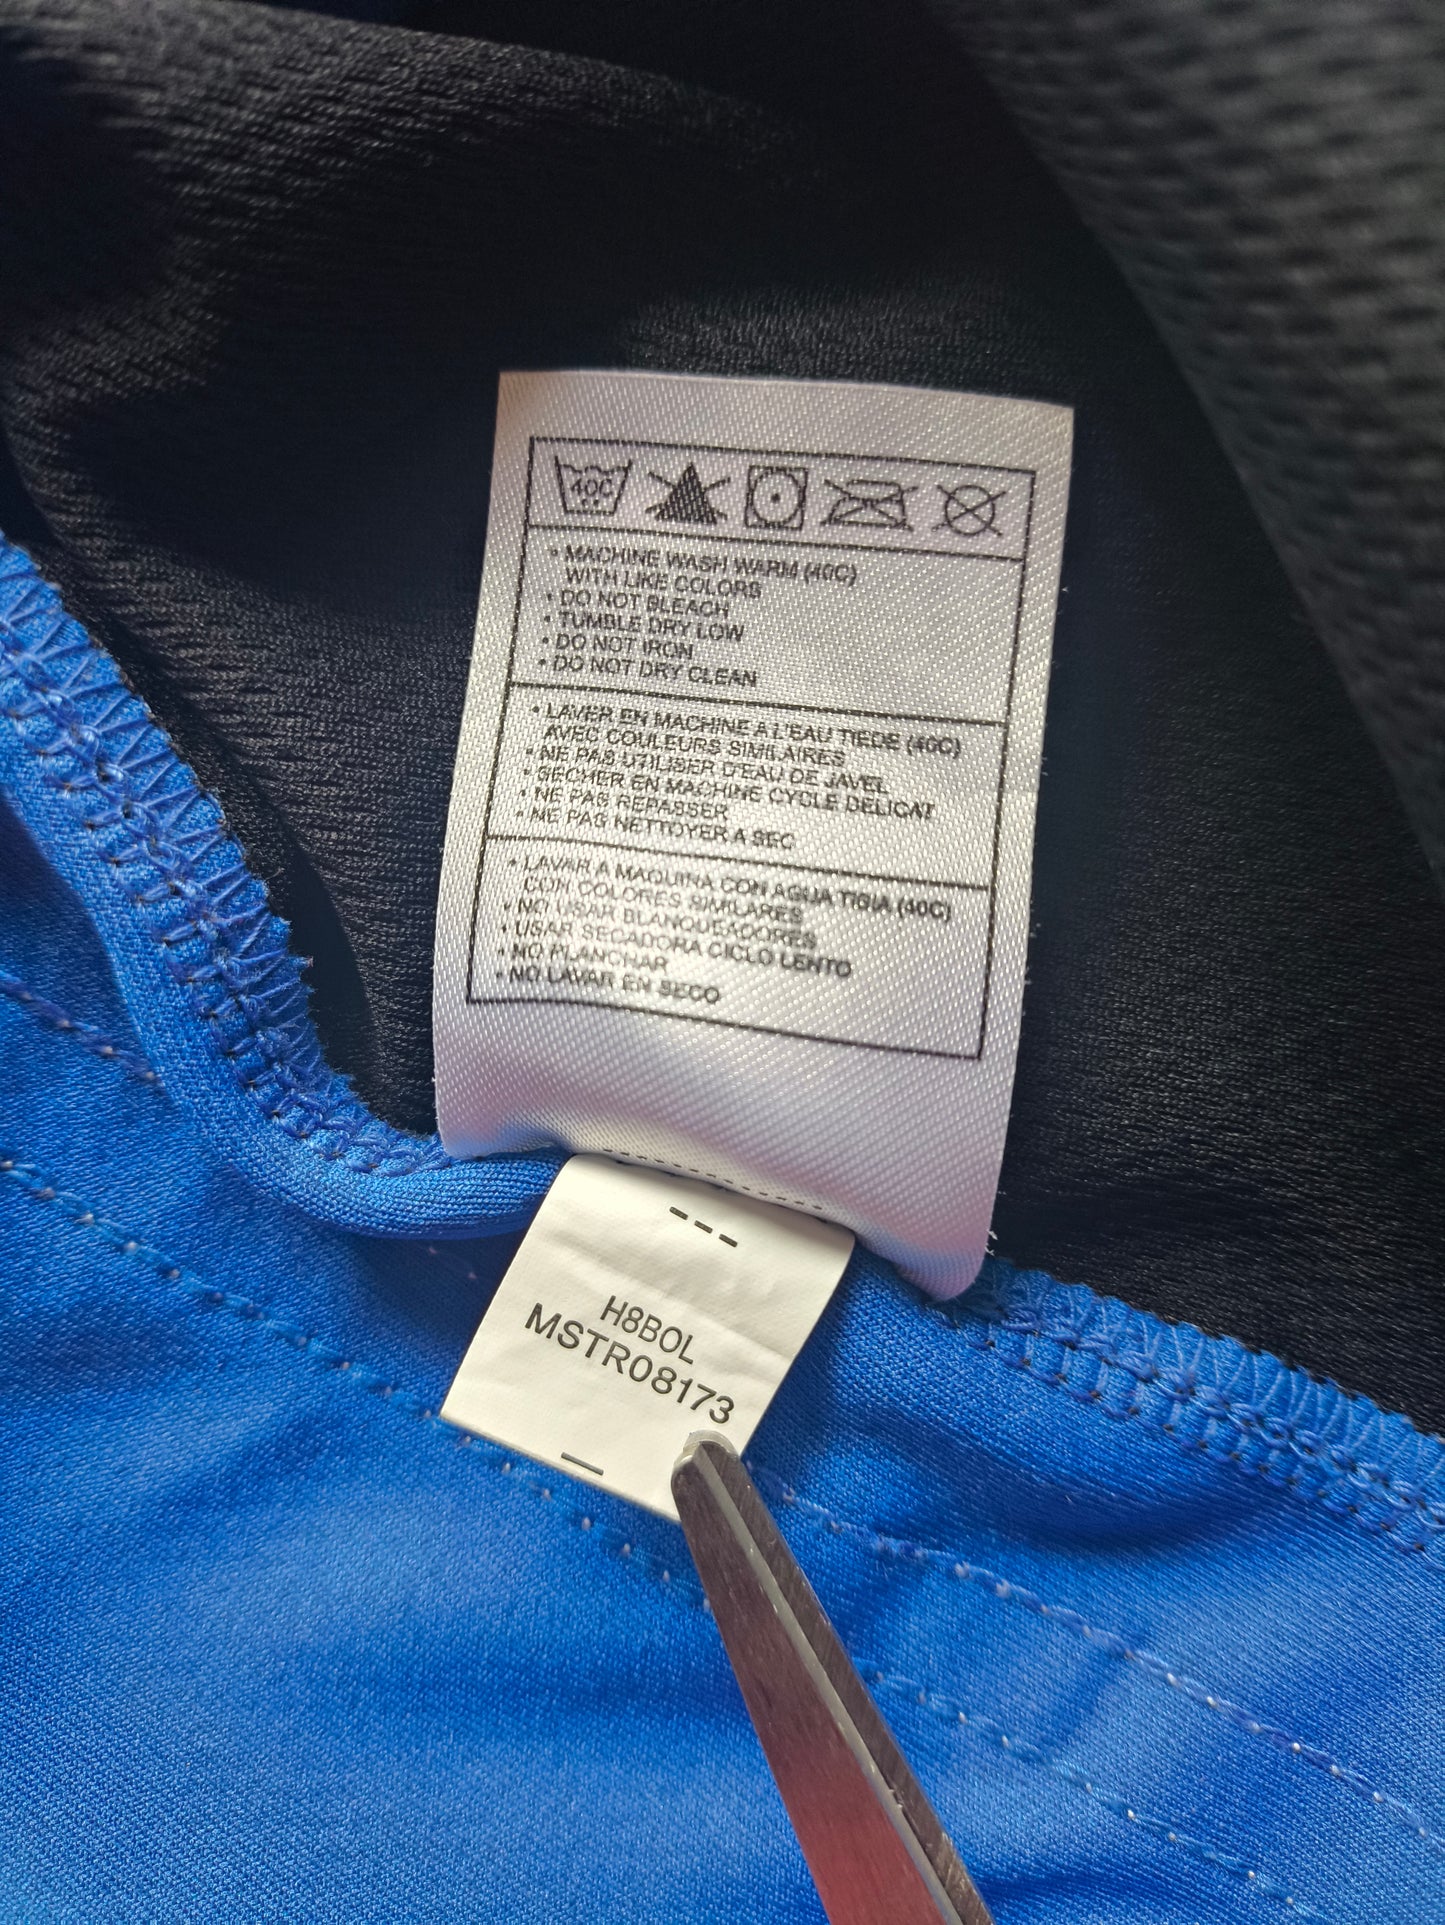 40C
• MACHINE WASH WARM (40C)
WITH LIKE COLORS
• DO NOT BLEACH
• TUMBLE DRY LOW
• DO NOT IRON
• DO NOT DRY CLEAN
• LAVER EN MACHINE A L'EAU TIEDE (40C)
AVEC COULEURS SIMILAIRES
• NE PAS UTILISER D'EAU DE JAVEL
• SECHER EN MACHINE CYCLE DELICAT
• NE PAS REPASSER
• NE PAS NETTOYER A SEC
• LAVAR A MAQUINA CON AGUA TIBIA (40C)
CON COLORES SIMILARES
• NO USAR BLANQUEADORES
• USAR SECADORA CICLO LENTO
• NO PLANCHAR
• NO LAVAR EN SECO
H8BOL
MSTR08173